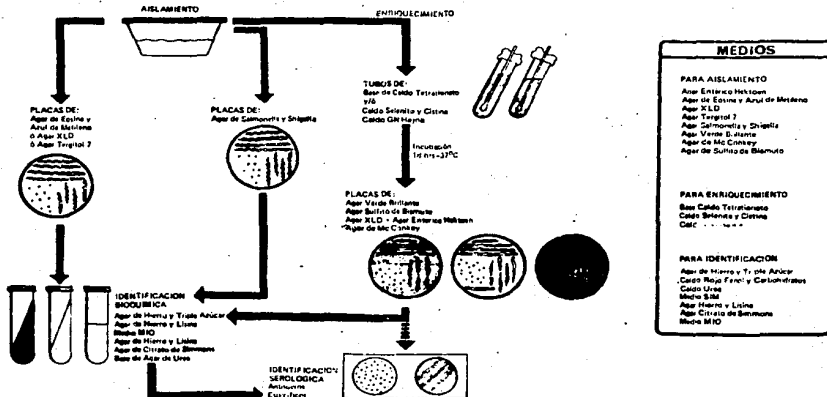 AISLAMIENTO
ENRIQUECIMIENTO
PLACAS DE:
Agar de Eosina y
Azul de Metileno
ó Agar XLD
ó Agar Tergitol 7
PLACAS DE:
Agar de Salmonella y Shigella
TUBOS DE:
Base de Caldo Tetrationato
y/ó
Caldo Selenito y Cistina
Caldo GN Hajna
Incubación
18 hrs-37°C
PLACAS DE:
Agar Verde Brillante
Agar Sulfito de Bismuto
Agar XLD - Agar Enterico Hektoen
Agar de Mc Conkey
IDENTIFICACION
BIOQUIMICA
Agar de Hierro y Triple Azúcar
Agar de Hierro y Lisina
Medio MIO
Agar de Hierro y Lisina
Agar de Citrato de Simmons
Base de Agar de Urea
IDENTIFICACION
SEROLOGICA
Antisueros
MEDIOS
PARA AISLAMIENTO
Agar Enterico Hektoen
Agar de Eosina y Azul de Metileno
Agar XLD
Agar Tergitol 7
Agar Salmonella y Shigella
Agar Verde Brillante
Agar de Mc Conkey
Agar de Sulfito de Bismuto
PARA ENRIQUECIMIENTO
Base Caldo Tetrationato
Caldo Selenito y Cistina
PARA IDENTIFICACION
Agar de Hierro y Triple Azúcar
Caldo Rojo Fenol y Carbohidratos
Caldo Urea
Medio SIM
Agar Hierro y Lisina
Agar Citrato de Simmons
Medio MIO